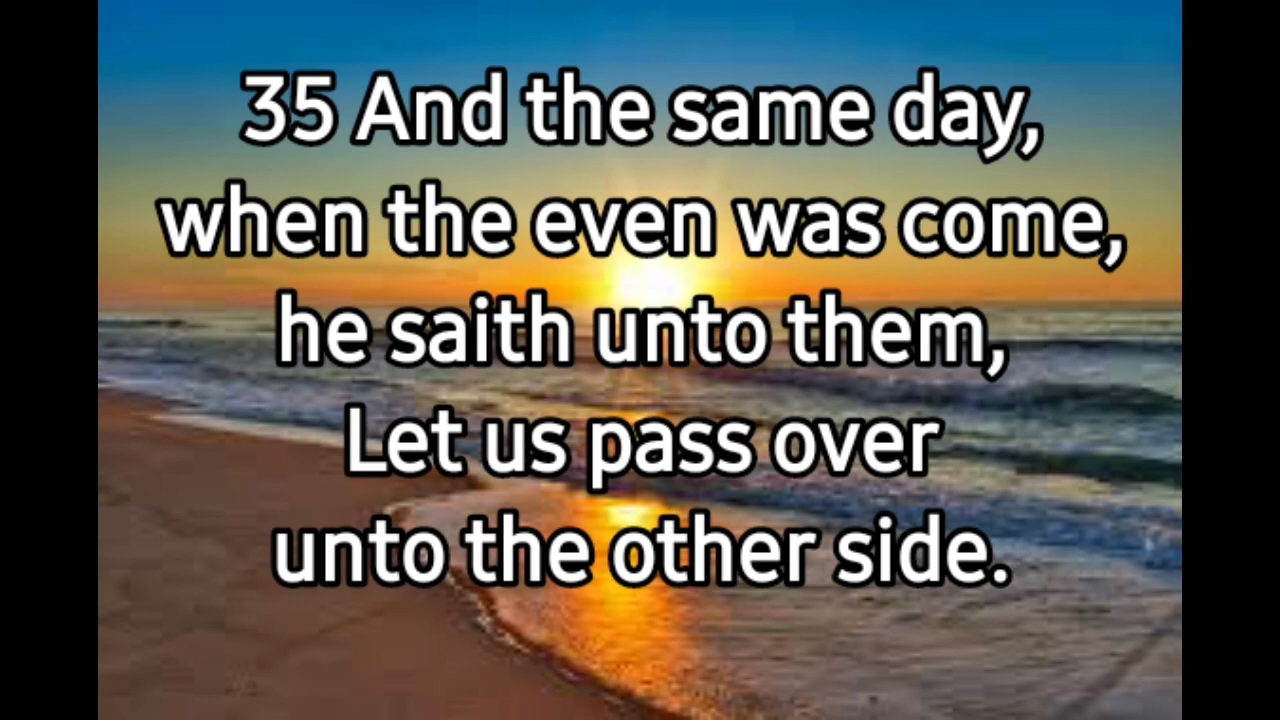 35 And the same day,
when the even was come,
he saith unto them,
Let us pass over
unto the other side.